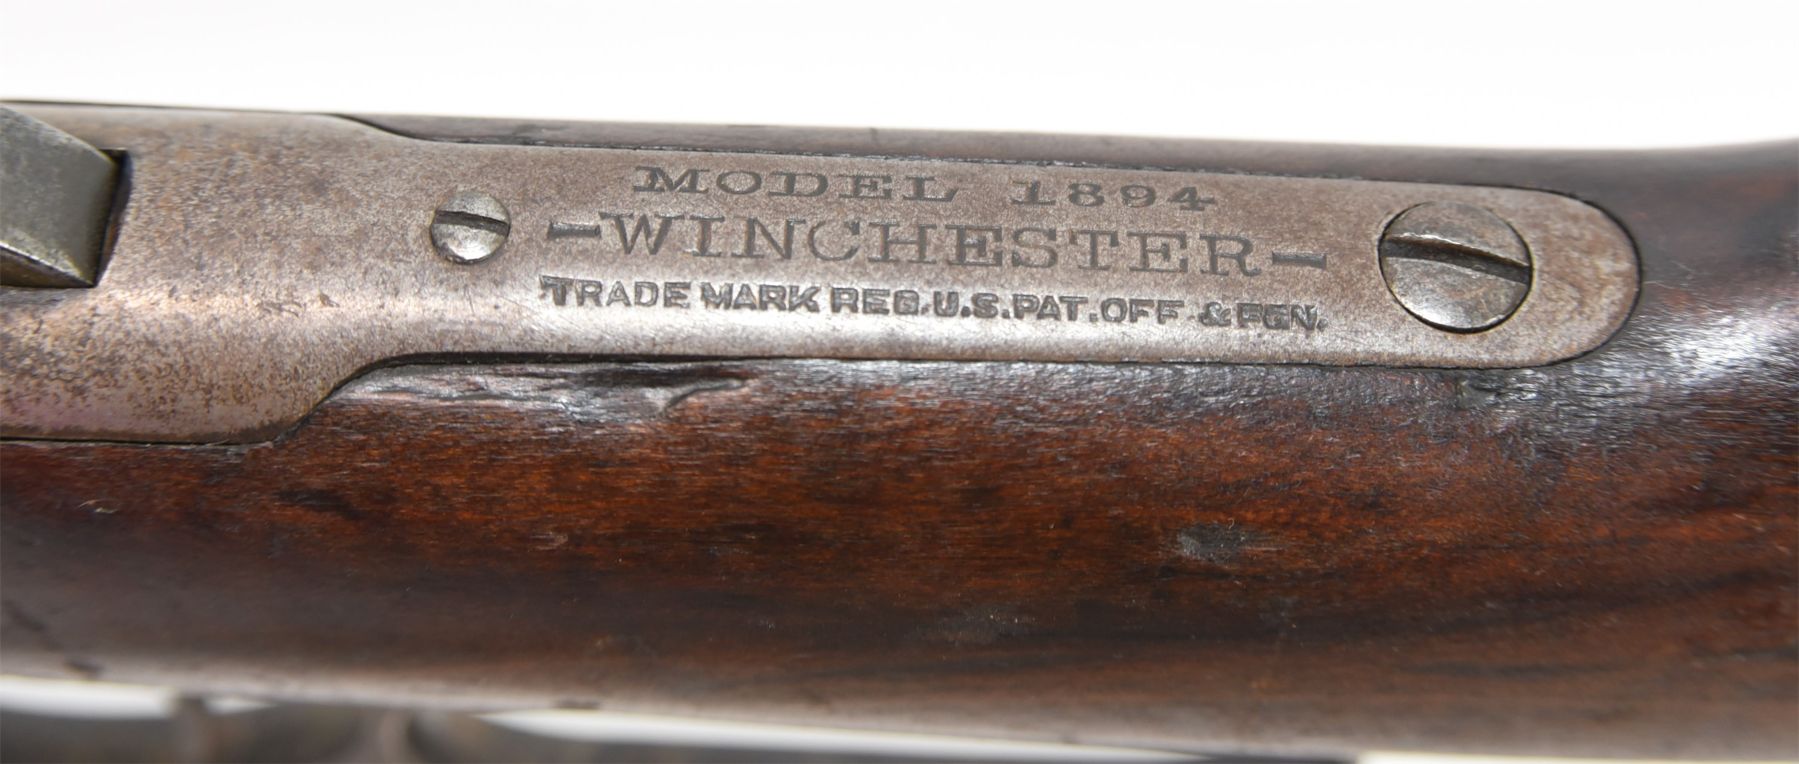 MODEL 1894
-WINCHESTER-
TRADE MARK REG.U.S.PAT.OFF. & FGN.